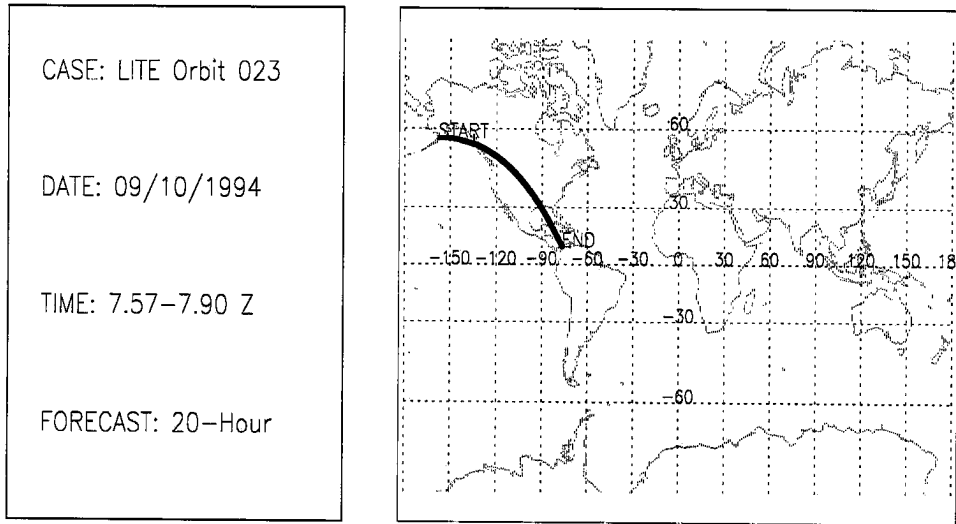 CASE: LITE Orbit 023
DATE: 09/10/1994
TIME: 7.57-7.90 Z
FORECAST: 20-Hour
START
60
30
END
-150 -120 -90 -60 -30 0 30 60 90 120 150 18
-30
-60